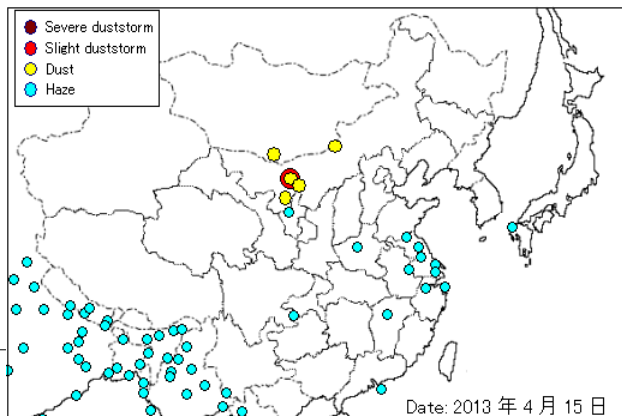 Severe duststorm
Slight duststorm
Dust
Haze
Date: 2013 年 4 月 15 日